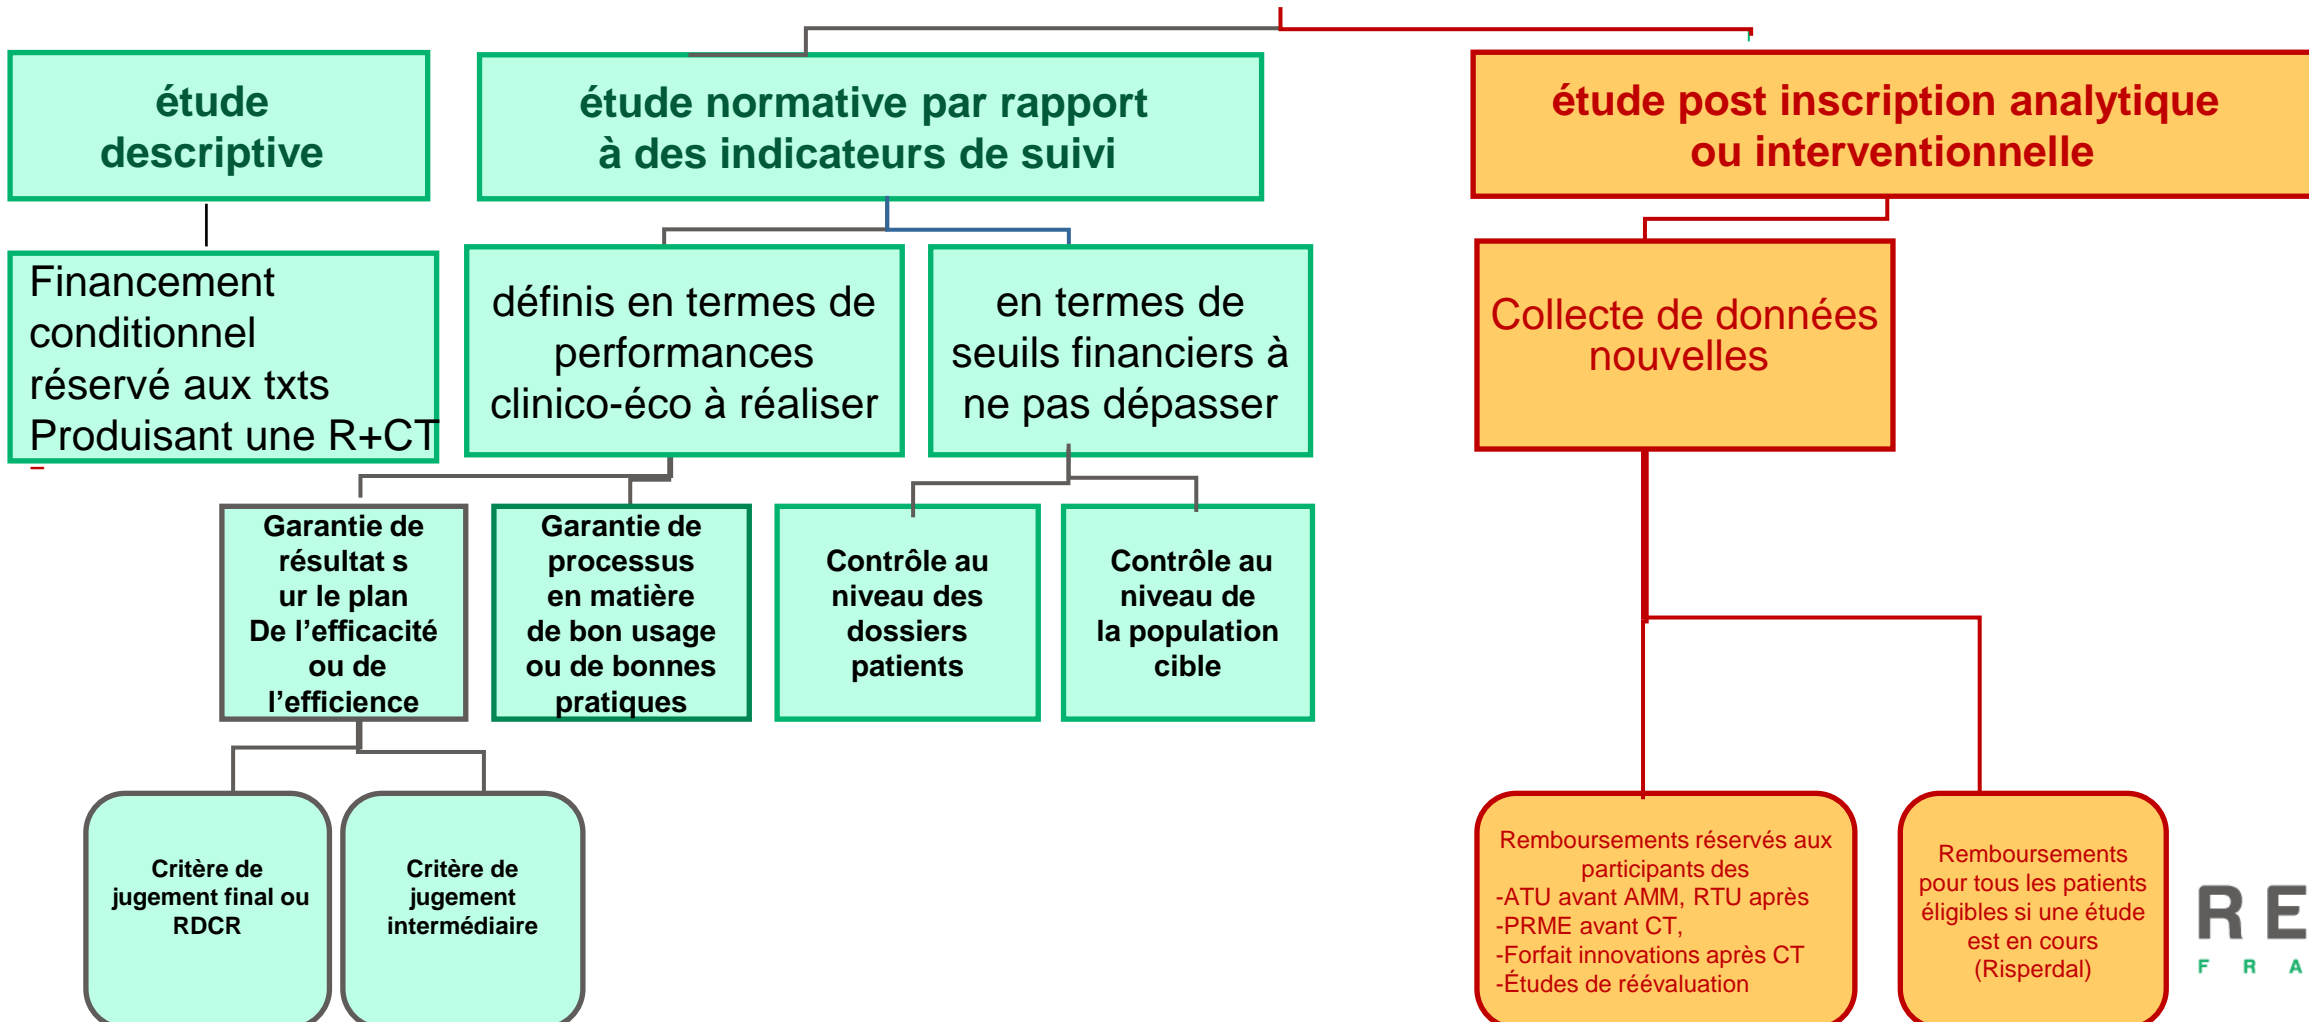 étude
descriptive
étude normative par rapport
à des indicateurs de suivi
étude post inscription analytique
ou interventionnelle
Financement
conditionnel
réservé aux txts
Produisant une R+CT
définis en termes de
performances
clinico-éco à réaliser
en termes de
seuils financiers à
ne pas dépasser
Collecte de données
nouvelles
Garantie de
résultat s
ur le plan
De l’efficacité
ou de
l’efficience
Garantie de
processus
en matière
de bon usage
ou de bonnes
pratiques
Contrôle au
niveau des
dossiers
patients
Contrôle au
niveau de
la population
cible
Critère de
jugement final ou
RDCR
Critère de
jugement
intermédiaire
Remboursements réservés aux
participants des
-ATU avant AMM, RTU après
-PRME avant CT,
-Forfait innovations après CT
-Études de réévaluation
Remboursements
pour tous les patients
éligibles si une étude
est en cours
(Risperdal)
RE
FRA